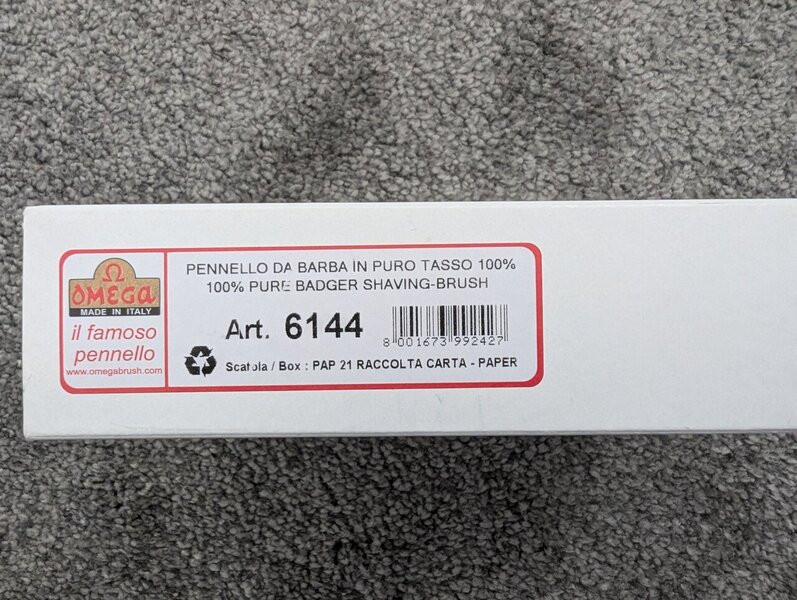 Ω
OMEGA
MADE IN ITALY
il famoso
pennello
www.omegabrush.com
PENNELLO DA BARBA IN PURO TASSO 100%
100% PURE BADGER SHAVING-BRUSH
Art. 6144
8 001673 992427
Scatola / Box : PAP 21 RACCOLTA CARTA - PAPER